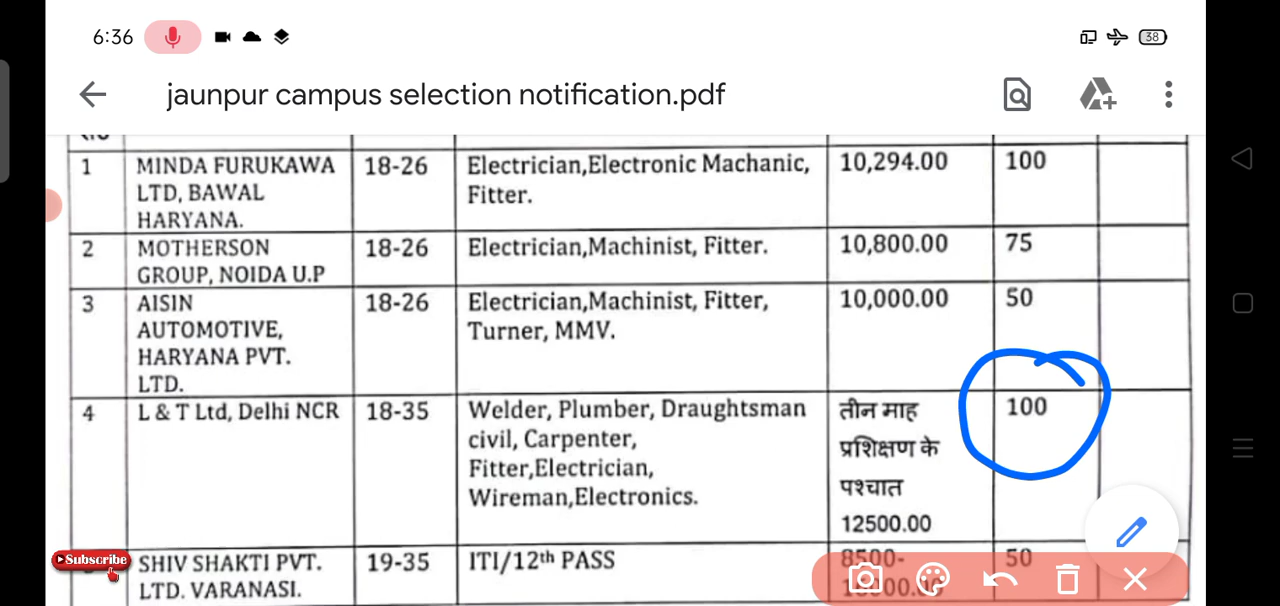 6:36
38
jaunpur campus selection notification.pdf
1 MINDA FURUKAWA LTD, BAWAL HARYANA. 18-26 Electrician,Electronic Machanic, Fitter. 10,294.00 100
2 MOTHERSON GROUP, NOIDA U.P 18-26 Electrician,Machinist, Fitter. 10,800.00 75
3 AISIN AUTOMOTIVE, HARYANA PVT. LTD. 18-26 Electrician,Machinist, Fitter, Turner, MMV. 10,000.00 50
4 L & T Ltd, Delhi NCR 18-35 Welder, Plumber, Draughtsman civil, Carpenter, Fitter,Electrician, Wireman,Electronics. तीन माह प्रशिक्षण के पश्चात 12500.00 100
Subscribe
SHIV SHAKTI PVT. LTD. VARANASI. 19-35 ITI/12th PASS 8500- 50